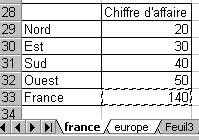 28 Chiffre d'affaire
29 Nord 20
30 Est 30
31 Sud 40
32 Ouest 50
33 France 140
34
france europe Feuil3